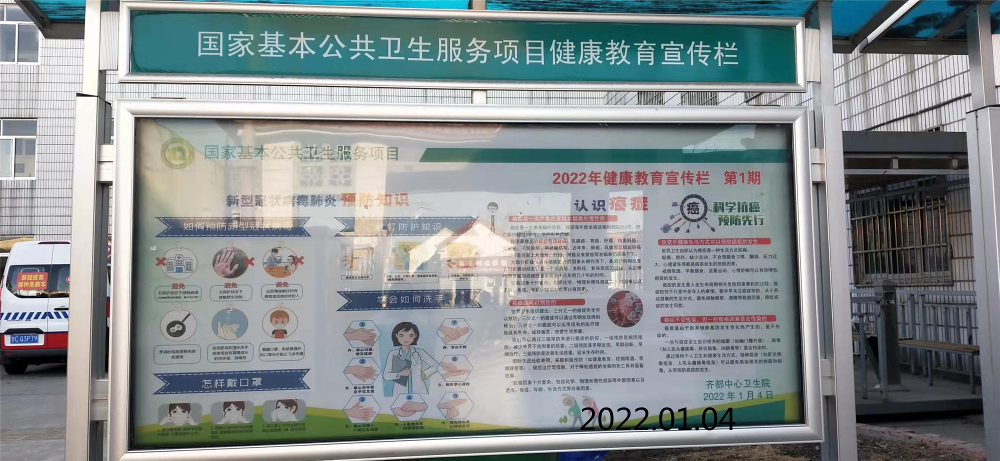 国家基本公共卫生服务项目健康教育宣传栏
国家基本公共卫生服务项目
2022年健康教育宣传栏 第1期
新型冠状病毒肺炎 预防知识
如何预防新型冠状病毒
1
2
3
避免
避免
避免
无保护状态下接触病患
无保护状态下
接触野生动物
近距离接触任何有
感冒或流感症状的人
4
5
6
烹调时彻底煮熟肉类
和蛋类
使用肥皂和清水洗手
或使用含有酒精成分
的洗手液、消毒剂
要戴口罩，即使普通外
科口罩也可阻止飞沫传播
怎样戴口罩
就餐防护知识
学会如何洗手
1
内：掌心对掌心
相互揉搓
2
外：掌心对手背
在手交叉揉
3
掌心对掌心
十指交叉揉
4
5
6
立：
7
腕：清洁手腕
认识癌症
癌症是一类严重危害群众健康的慢性病
癌症是一大类疾病的总称，我国每年新发癌症病例超过350万，死
亡病例超过200万，防控形势严峻。
我国最常见的癌症包括肺癌、乳腺癌、胃癌、肝癌、结直肠癌、
食管癌、子宫颈癌、甲状腺癌等。近年来，肺癌、乳腺癌及结直肠癌
等发病呈显著上升趋势，肝癌、胃癌及食管癌等发病率仍居高不下。
大部分癌症是人体细胞在外界因素长期作用下，基因损伤和改变
长期积累的结果，是一个多因素、多阶段、复杂渐进的过程，从正常
细胞发展到癌细胞通常需要十几年到几十年的时间。
致癌因素十分复杂，包括化学、物理和慢性感染等外部因素以及
遗传、免疫、年龄、生活方式等自身因素。
癌症是可以预防的
世界卫生组织提出：三分之一的癌症完全可
以预防；三分之一的癌症可以通过早期发现得到
根治；三分之一的癌症可以运用现有的医疗措
施延长生命、减轻痛苦、改善生活质量。
我们可以通过三级预防来进行癌症的防控，一级预防是病因预
防，减少外界不良因素的损害；二级预防是早期发现，早期诊断，早
期治疗；三级预防是改善生活质量，延长生存时间。
国际先进经验表明，采取积极预防（如健康教育、控烟限酒、早
期筛查等）、规范治疗等措施，对于降低癌症的发病和死亡具有显著
效果。
致癌因素十分复杂，包括化学、物理和慢性感染等外部因素以及
遗传、免疫、年龄、生活方式等自身因素。
癌
科学抗癌
预防先行
改变不健康生活方式可以预防癌症的发生
世界卫生组织认为癌症是一种生活方式疾病。
吸烟、肥胖、缺少运动、不合理膳食习惯、酗酒、压力过
大、心理紧张等都是癌症发生的危险因素。
戒烟限酒、平衡膳食、适量运动、心情舒畅可以有效降低
癌症的发生。
癌症的发生是人全生命周期相关危险因素累积的过程。癌
症防控不只是中老年人的事情，要尽早关注癌症预防，从小养
成健康的生活方式，避免接触烟草、酒精等致癌因素，降低癌
症的发生风险。
癌症不会传染，但一些致癌因素是会传染的
癌症是由于自身细胞基因发生变化而产生的，是不传
染的。
一些与癌症发生密切相关的细菌（如幽门螺杆菌）、病毒
（如人乳头瘤病毒、肝炎病毒、EB病毒等）是会传染的。
通过保持个人卫生和健康生活方式、接种疫苗（如肝炎病
毒疫苗、人乳头瘤病毒疫苗）可以避免感染相关的细菌和病
毒，从而预防癌症的发生。
齐都中心卫生院
2022年1月4日
2022.01.04
新冠疫苗
接种急救车
鲁C Q3P79